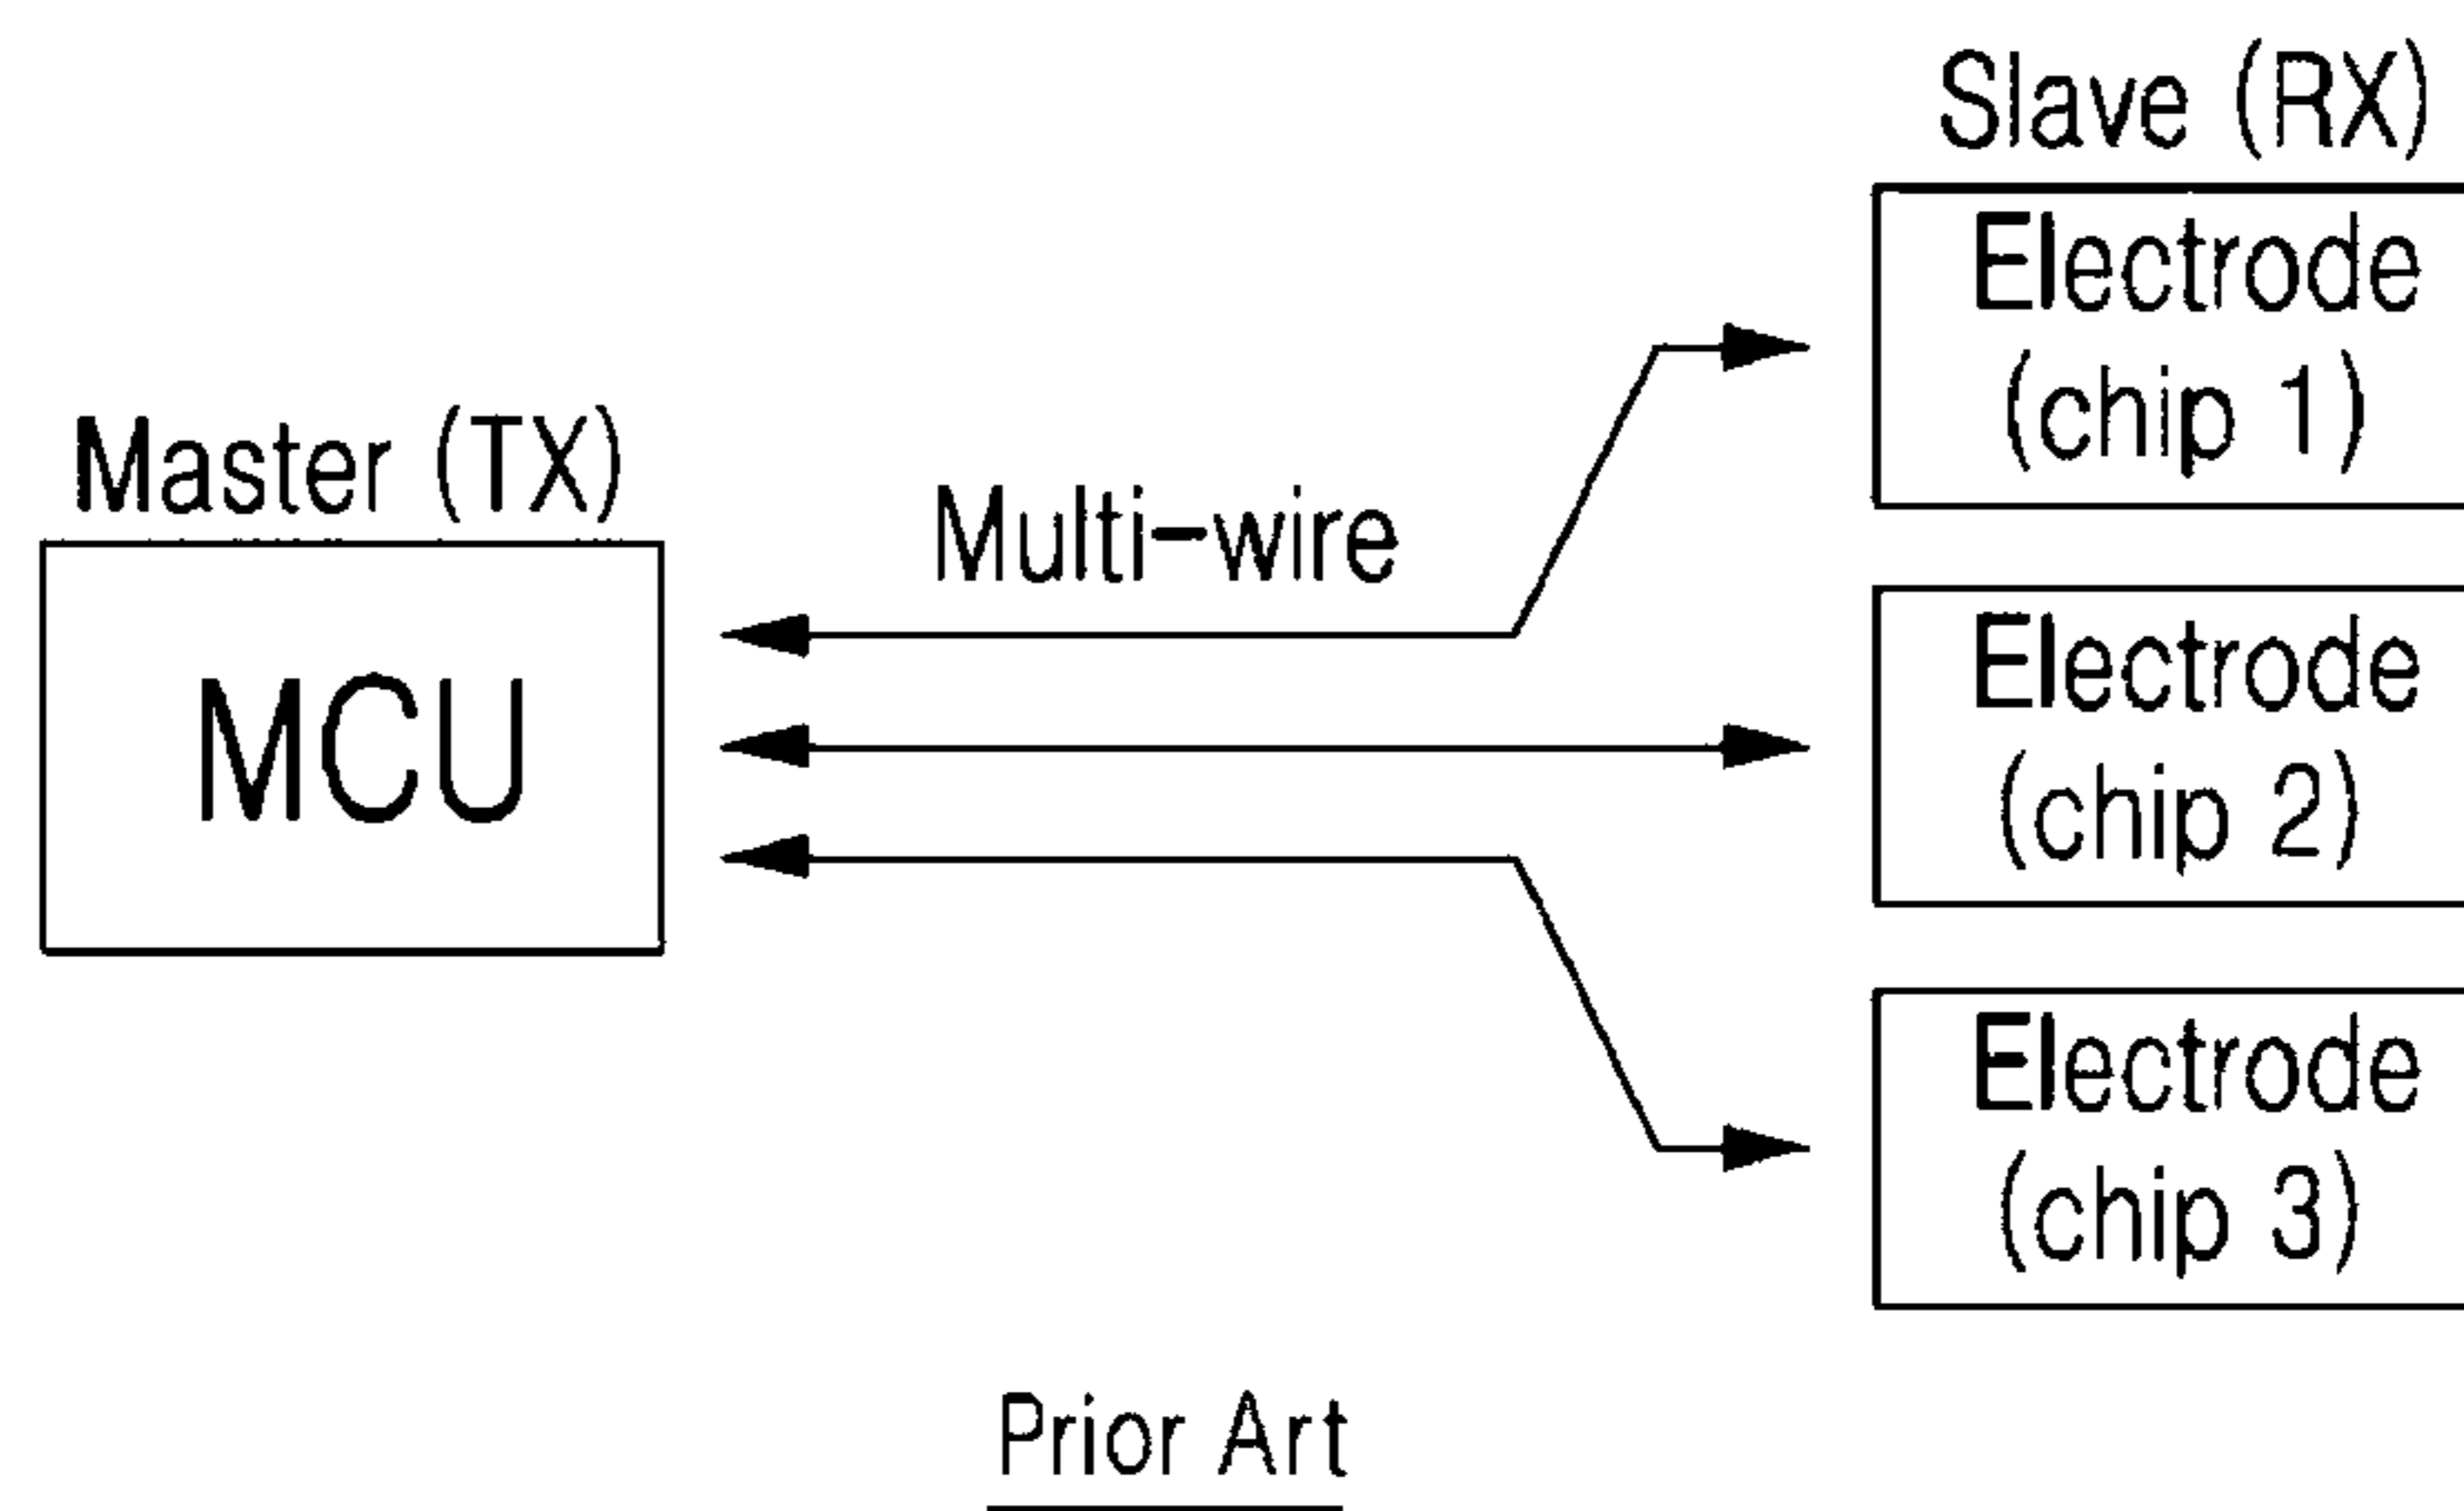 Slave (RX)
Electrode
(chip 1)
Master (TX)
Multi-wire
MCU
Electrode
(chip 2)
Electrode
(chip 3)
Prior Art